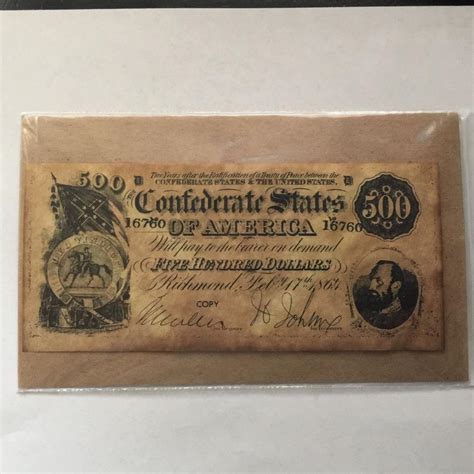 Two Years after the Ratification of a Treaty of Peace between the
CONFEDERATE STATES & THE UNITED STATES.
500 D D
Confederate States 500
16760 OF AMERICA 16760
Will pay to the bearer on demand
FIVE HUNDRED DOLLARS
Richmond, Feby 17th 1864
COPY